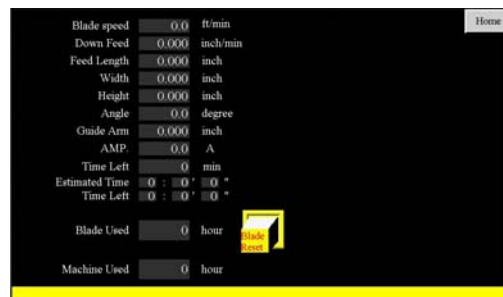 Home
Blade speed 0.0 ft/min
Down Feed 0.000 inch/min
Feed Length 0.000 inch
Width 0.000 inch
Height 0.000 inch
Angle 0.0 degree
Guide Arm 0.000 inch
AMP. 0.0 A
Time Left 0 min
Estimated Time 0 : 0 ' 0 "
Time Left 0 : 0 ' 0 "
Blade Used 0 hour
Blade
Reset
Machine Used 0 hour